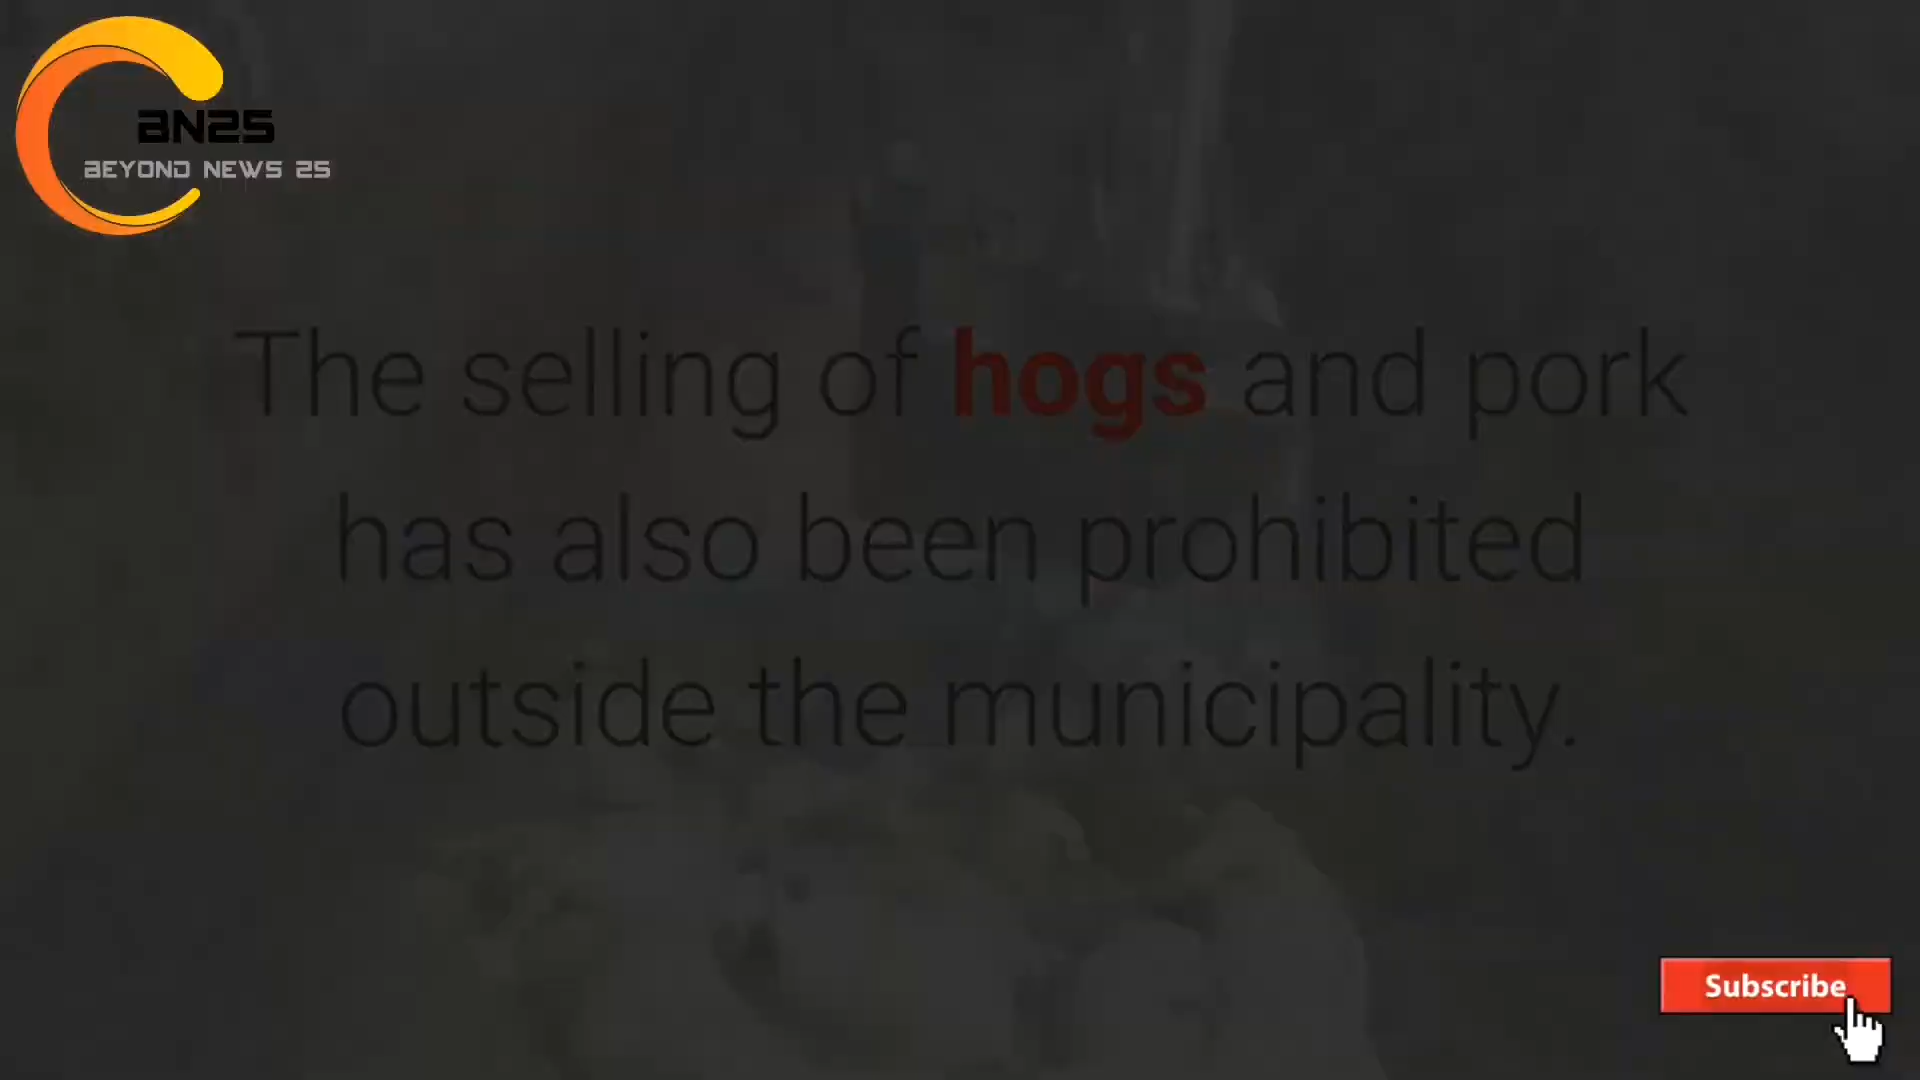 BN25
BEYOND NEWS 25
The selling of hogs and pork
has also been prohibited
outside the municipality.
Subscribe